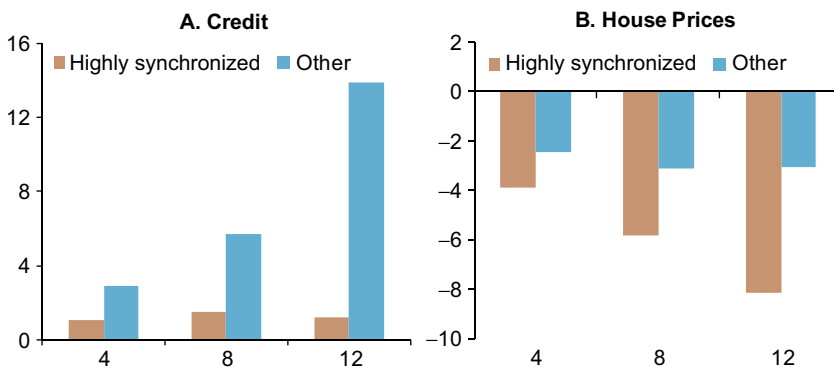 A. Credit
16
Highly synchronized Other
12
8
4
0
4 8 12
B. House Prices
2
Highly synchronized Other
0
–2
–4
–6
–8
–10
4 8 12